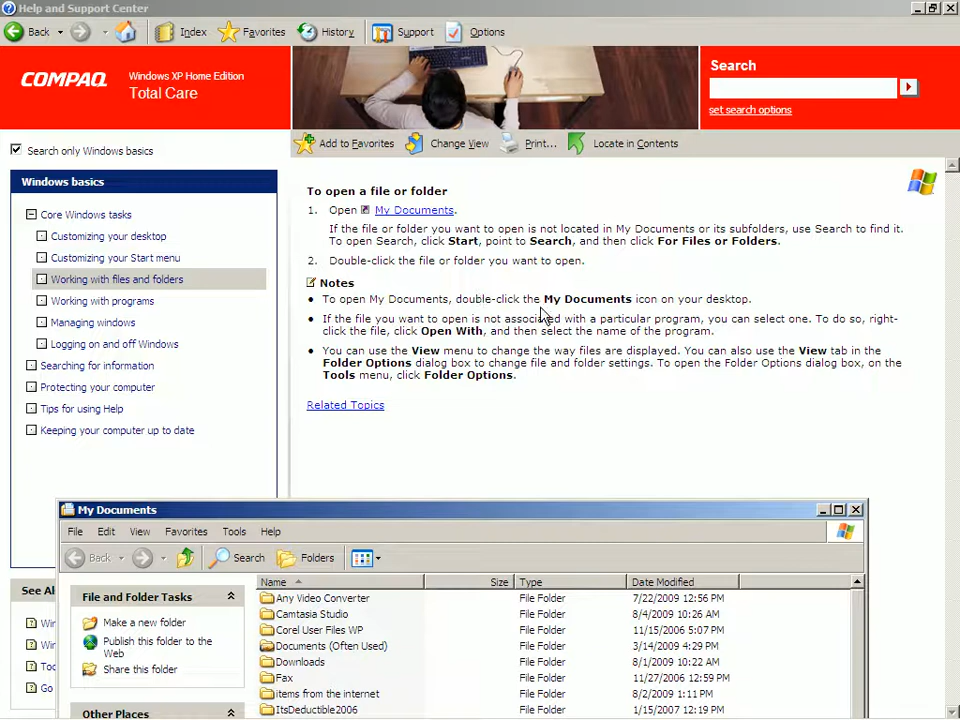 Help and Support Center
Back
Index
Favorites
History
Support
Options
COMPAQ
Windows XP Home Edition
Total Care
Search
set search options
Search only Windows basics
Add to Favorites
Change View
Print...
Locate in Contents
Windows basics
Core Windows tasks
Customizing your desktop
Customizing your Start menu
Working with files and folders
Working with programs
Managing windows
Logging on and off Windows
Searching for information
Protecting your computer
Tips for using Help
Keeping your computer up to date
To open a file or folder
1. Open My Documents.
If the file or folder you want to open is not located in My Documents or its subfolders, use Search to find it.
To open Search, click Start, point to Search, and then click For Files or Folders.
2. Double-click the file or folder you want to open.
Notes
• To open My Documents, double-click the My Documents icon on your desktop.
• If the file you want to open is not associated with a particular program, you can select one. To do so, right-
click the file, click Open With, and then select the name of the program.
• You can use the View menu to change the way files are displayed. You can also use the View tab in the
Folder Options dialog box to change file and folder settings. To open the Folder Options dialog box, on the
Tools menu, click Folder Options.
Related Topics
See Al
Wir
Wir
Too
Go
My Documents
File Edit View Favorites Tools Help
Back
Search
Folders
File and Folder Tasks
Make a new folder
Publish this folder to the
Web
Share this folder
Other Places
Name Size Type Date Modified
Any Video Converter File Folder 7/22/2009 12:56 PM
Camtasia Studio File Folder 8/4/2009 10:26 AM
Corel User Files WP File Folder 11/15/2006 5:07 PM
Documents (Often Used) File Folder 3/14/2009 4:29 PM
Downloads File Folder 8/1/2009 10:22 AM
Fax File Folder 11/27/2006 12:59 PM
items from the internet File Folder 8/2/2009 1:11 PM
ItsDeductible2006 File Folder 1/15/2007 12:19 PM